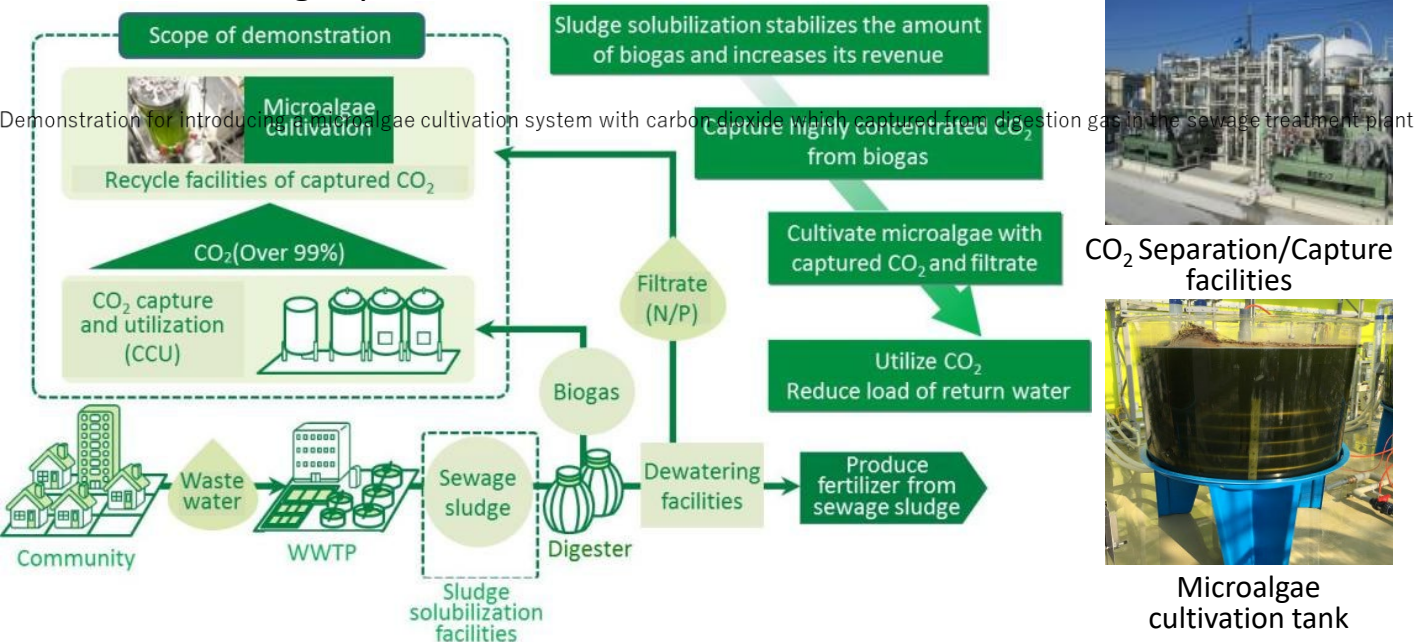 Scope of demonstration
Microalgae
cultivation
Recycle facilities of captured CO₂
CO₂(Over 99%)
CO₂ capture
and utilization
(CCU)
Demonstration for introducing a microalgae cultivation system with carbon dioxide which captured from digestion gas in the sewage treatment plant
Sludge solubilization stabilizes the amount
of biogas and increases its revenue
Capture highly concentrated CO₂
from biogas
Cultivate microalgae with
captured CO₂ and filtrate
Utilize CO₂
Reduce load of return water
Filtrate
(N/P)
Biogas
Community
Waste
water
WWTP
Sewage
sludge
Sludge
solubilization
facilities
Digester
Dewatering
facilities
Produce
fertilizer from
sewage sludge
CO₂ Separation/Capture
facilities
Microalgae
cultivation tank